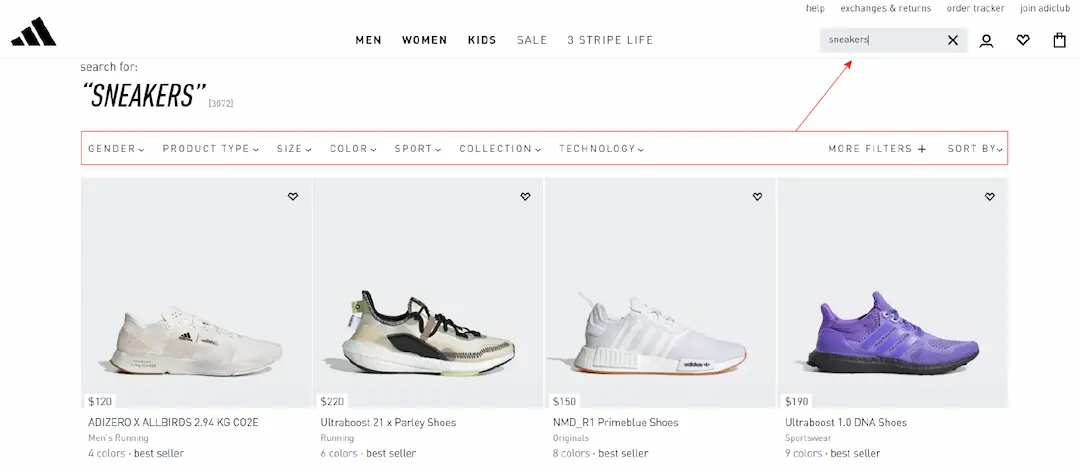 help exchanges & returns order tracker join adiclub
MEN WOMEN KIDS SALE 3 STRIPE LIFE sneakers
search for:
“SNEAKERS” [3072]
GENDER PRODUCT TYPE SIZE COLOR SPORT COLLECTION TECHNOLOGY MORE FILTERS + SORT BY
adidas
$120 $220 $150 $190
ADIZERO X ALLBIRDS 2.94 KG CO2E Ultraboost 21 x Parley Shoes NMD_R1 Primeblue Shoes Ultraboost 1.0 DNA Shoes
Men's Running Running Originals Sportswear
4 colors · best seller 6 colors · best seller 8 colors · best seller 9 colors · best seller